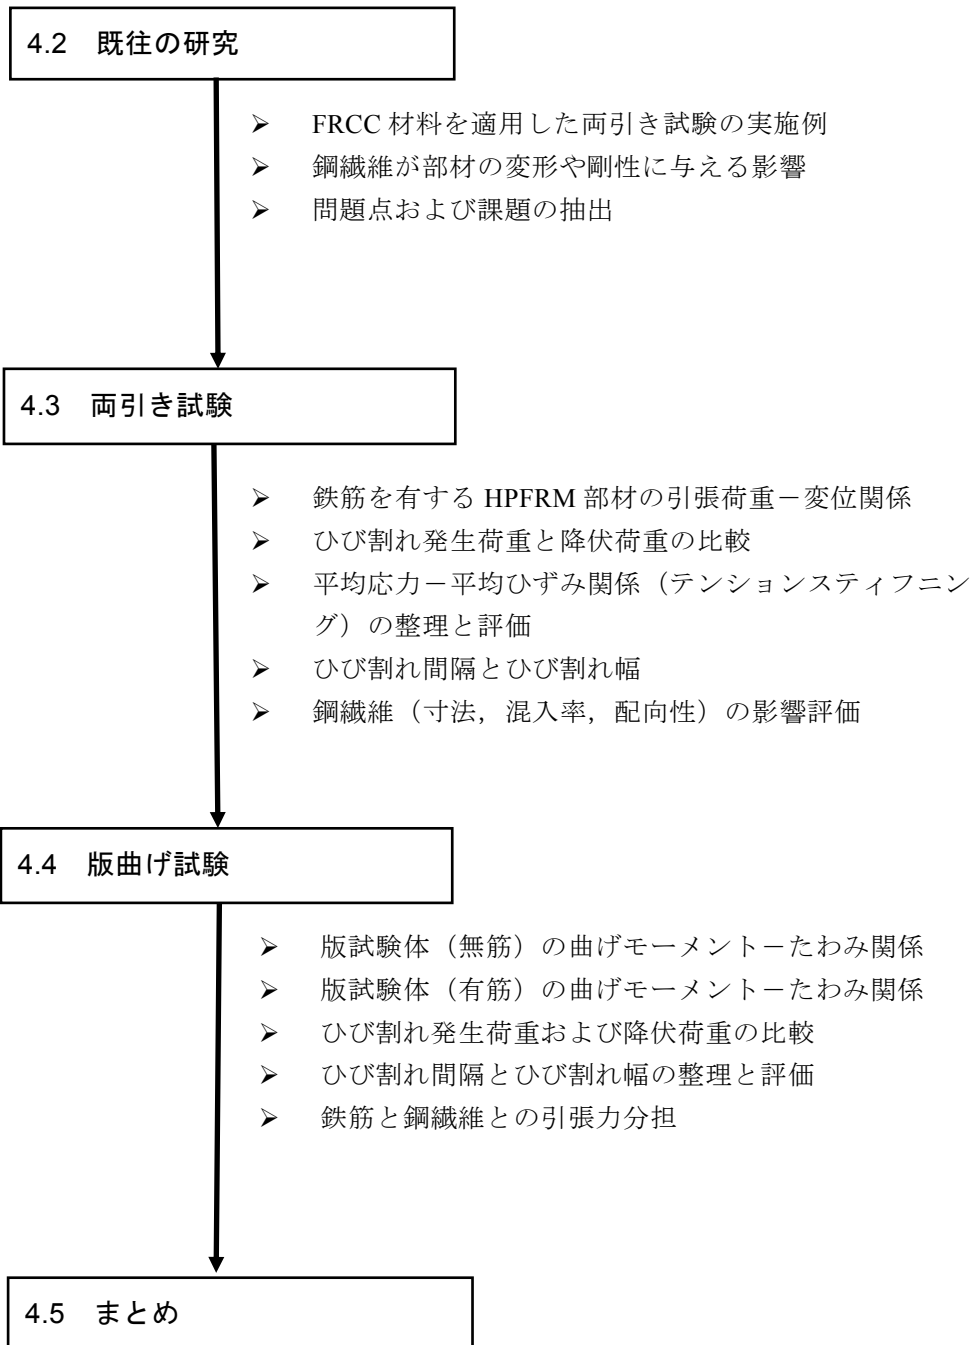 4.2　既往の研究
➢ FRCC 材料を適用した両引き試験の実施例
➢ 鋼繊維が部材の変形や剛性に与える影響
➢ 問題点および課題の抽出
4.3　両引き試験
➢ 鉄筋を有する HPFRM 部材の引張荷重－変位関係
➢ ひび割れ発生荷重と降伏荷重の比較
➢ 平均応力－平均ひずみ関係（テンションスティフニン
グ）の整理と評価
➢ ひび割れ間隔とひび割れ幅
➢ 鋼繊維（寸法，混入率，配向性）の影響評価
4.4　版曲げ試験
➢ 版試験体（無筋）の曲げモーメント－たわみ関係
➢ 版試験体（有筋）の曲げモーメント－たわみ関係
➢ ひび割れ発生荷重および降伏荷重の比較
➢ ひび割れ間隔とひび割れ幅の整理と評価
➢ 鉄筋と鋼繊維との引張力分担
4.5　まとめ